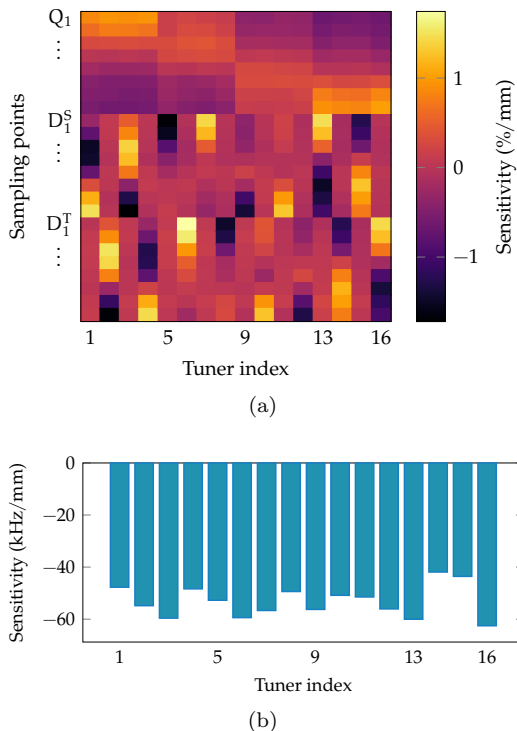 Q1
⋮
D1S
⋮
D1T
⋮
Sampling points
1 5 9 13 16
Tuner index
1
0
−1
Sensitivity (%/mm)
(a)
0
−20
−40
−60
Sensitivity (kHz/mm)
1 5 9 13 16
Tuner index
(b)